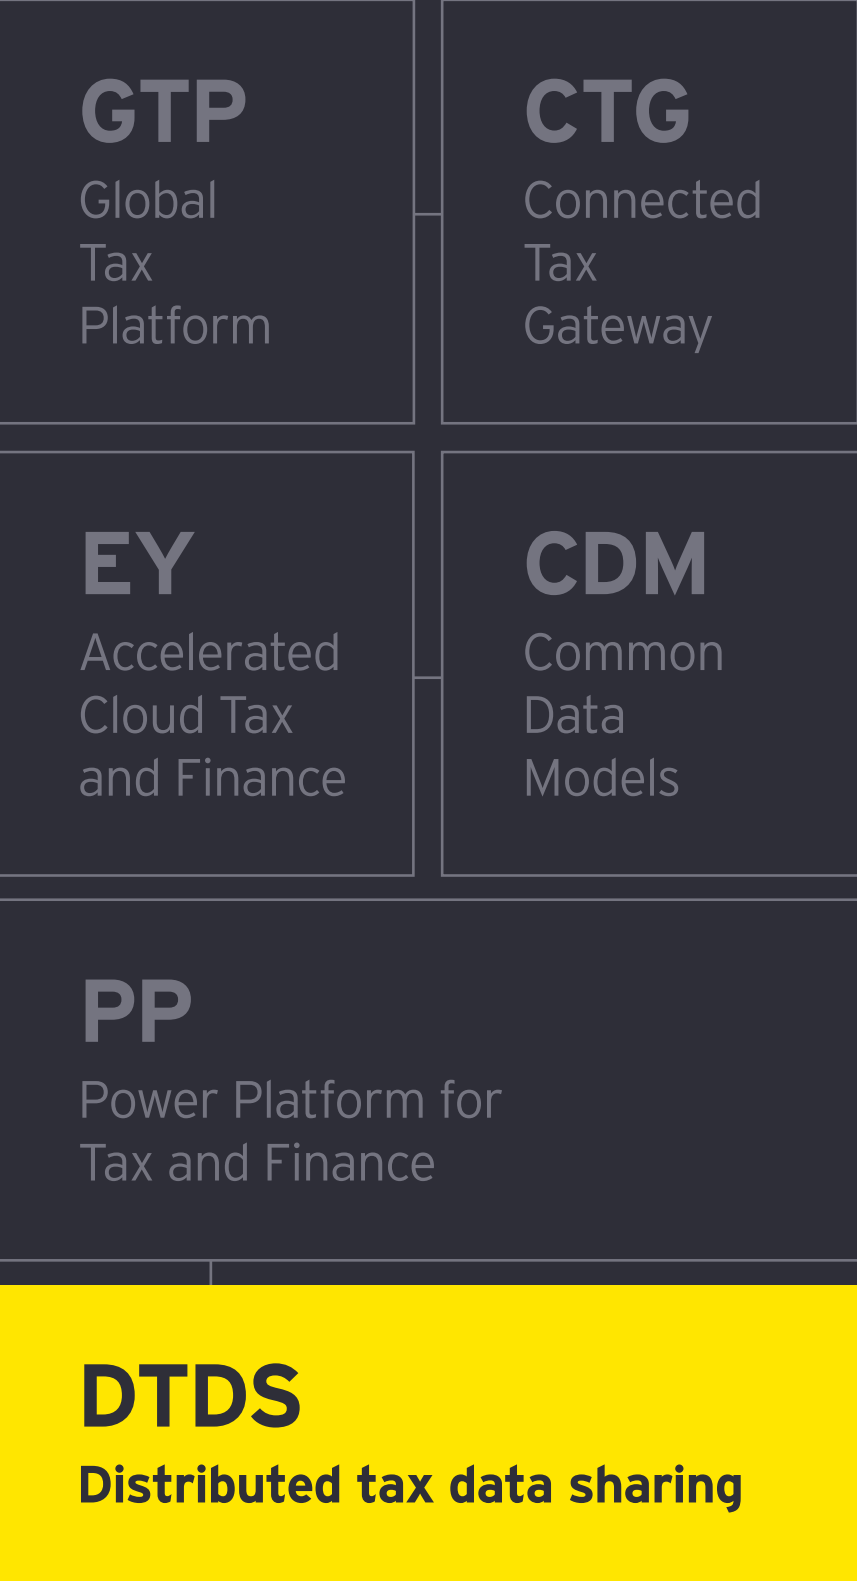 GTP
Global
Tax
Platform
CTG
Connected
Tax
Gateway
EY
Accelerated
Cloud Tax
and Finance
CDM
Common
Data
Models
PP
Power Platform for
Tax and Finance
DTDS
Distributed tax data sharing